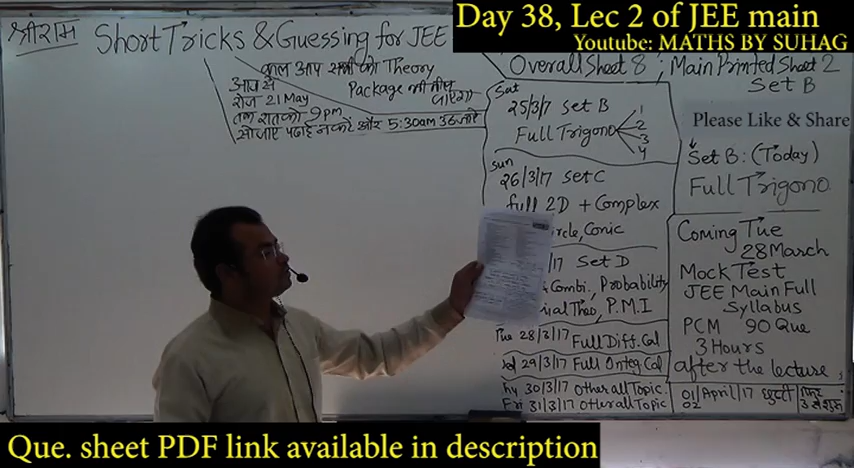 Day 38, Lec 2 of JEE main
Youtube: MATHS BY SUHAG
श्री राम
Short Tricks & Guessing for JEE
कल आप सभी को Theory
Package भी मिल
जाएगा
आज से
रोज 21 May
तक रात को 9 pm
सो जाएं पढ़ाई न करें और 5:30am उठ जाएं
Overall Sheet 8 ; Main Printed Sheet 2
Set B
Sat
25/3/17 Set B
Full Trigono
1
2
3
4
Sun
26/3/17 Set C
full 2D + Complex
Circle, Conic
/17 Set D
Combi., Probability
Theo, P.M.I
Tue 28/3/17 Full Diff. Cal
29/3/17 Full Integ Cal
30/3/17 Other all Topic.
Fri 31/3/17 Other all Topic
Please Like & Share
Set B: (Today)
Full Trigono
Coming Tue
28 March
Mock Test
JEE Main Full
Syllabus
PCM 90 Que
3 Hours
after the lecture
01/02 April/17 छुट्टी
फिर
3 से शुरू
Que. sheet PDF link available in description